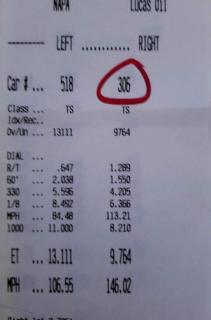 NAPA Lucas Oil
-------- LEFT ............ RIGHT
Car # ... 518 306
Class ... TS TS
Idx/Rec..
Ov/Un ... 13111 9764
DIAL ...
R/T ... .647 1.289
60' ... 2.038 1.550
330 ... 5.596 4.205
1/8 ... 8.492 6.366
MPH ... 84.48 113.21
1000 ... 11.000 8.210
ET ... 13.111 9.764
MPH ... 106.55 146.02